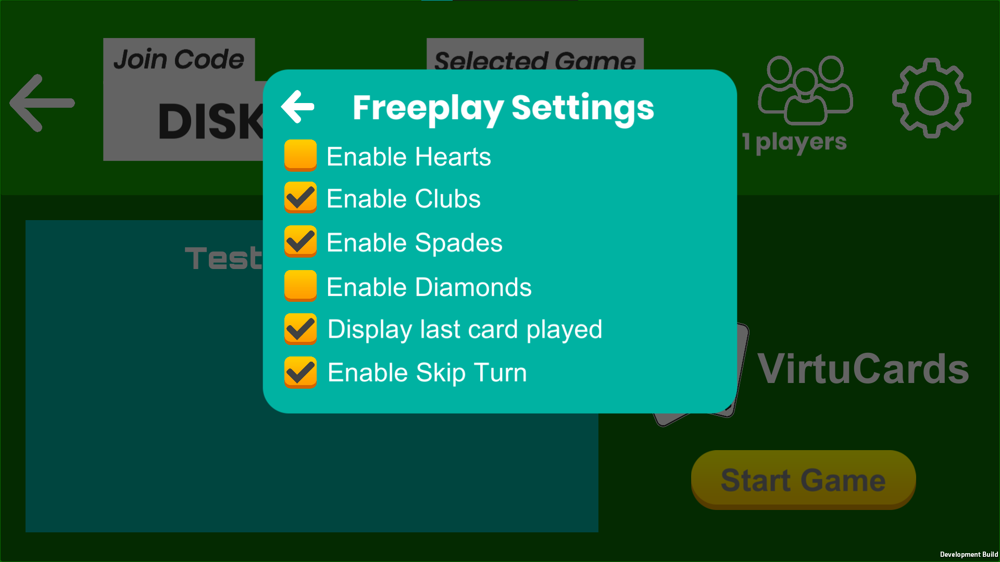 Join Code
Selected Game
DISK
1 players
Freeplay Settings
Enable Hearts
Enable Clubs
Enable Spades
Enable Diamonds
Display last card played
Enable Skip Turn
Test
VirtuCards
Start Game
Development Build